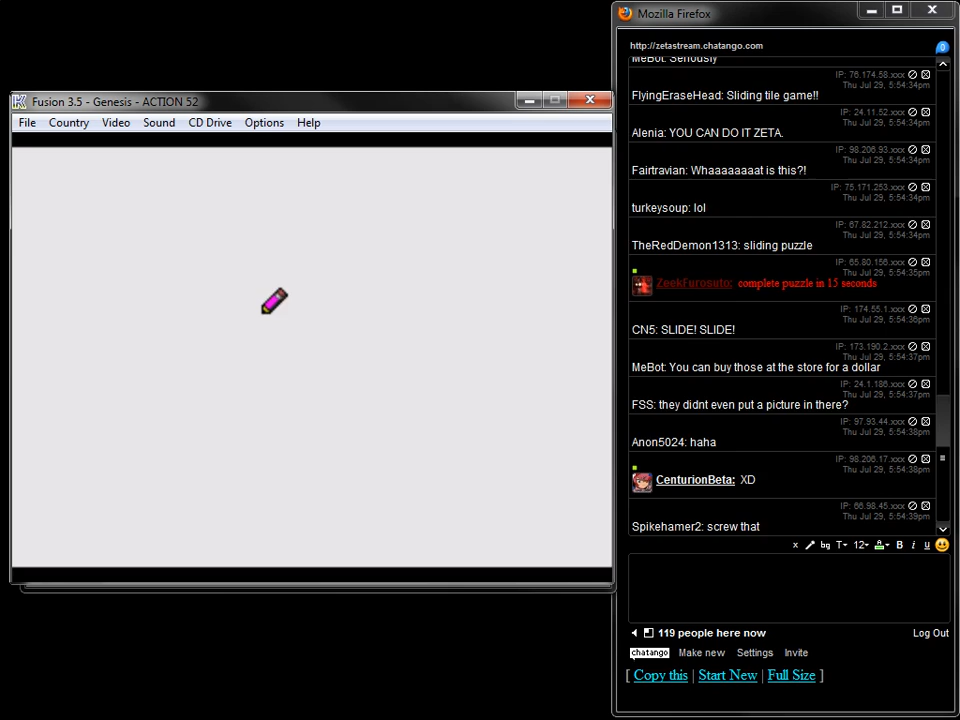 Mozilla Firefox
http://zetastream.chatango.com
0
MeBot: Seriously
IP: 76.174.58.xxx
Thu Jul 29, 5:54:34pm
FlyingEraseHead: Sliding tile game!!
IP: 24.11.52.xxx
Thu Jul 29, 5:54:34pm
Alenia: YOU CAN DO IT ZETA.
IP: 98.206.93.xxx
Thu Jul 29, 5:54:34pm
Fairtravian: Whaaaaaaaat is this?!
IP: 75.171.253.xxx
Thu Jul 29, 5:54:34pm
turkeysoup: lol
IP: 67.82.212.xxx
Thu Jul 29, 5:54:34pm
TheRedDemon1313: sliding puzzle
IP: 65.80.156.xxx
Thu Jul 29, 5:54:35pm
ZeekFurosuto: complete puzzle in 15 seconds
IP: 174.55.1.xxx
Thu Jul 29, 5:54:36pm
CN5: SLIDE! SLIDE!
IP: 173.190.2.xxx
Thu Jul 29, 5:54:37pm
MeBot: You can buy those at the store for a dollar
IP: 24.1.186.xxx
Thu Jul 29, 5:54:37pm
FSS: they didnt even put a picture in there?
IP: 97.93.44.xxx
Thu Jul 29, 5:54:38pm
Anon5024: haha
IP: 98.206.17.xxx
Thu Jul 29, 5:54:38pm
CenturionBeta: XD
IP: 66.98.45.xxx
Thu Jul 29, 5:54:39pm
Spikehamer2: screw that
x bg T 12 B i u
119 people here now Log Out
chatango Make new Settings Invite
[ Copy this | Start New | Full Size ]
Fusion 3.5 - Genesis - ACTION 52
File Country Video Sound CD Drive Options Help